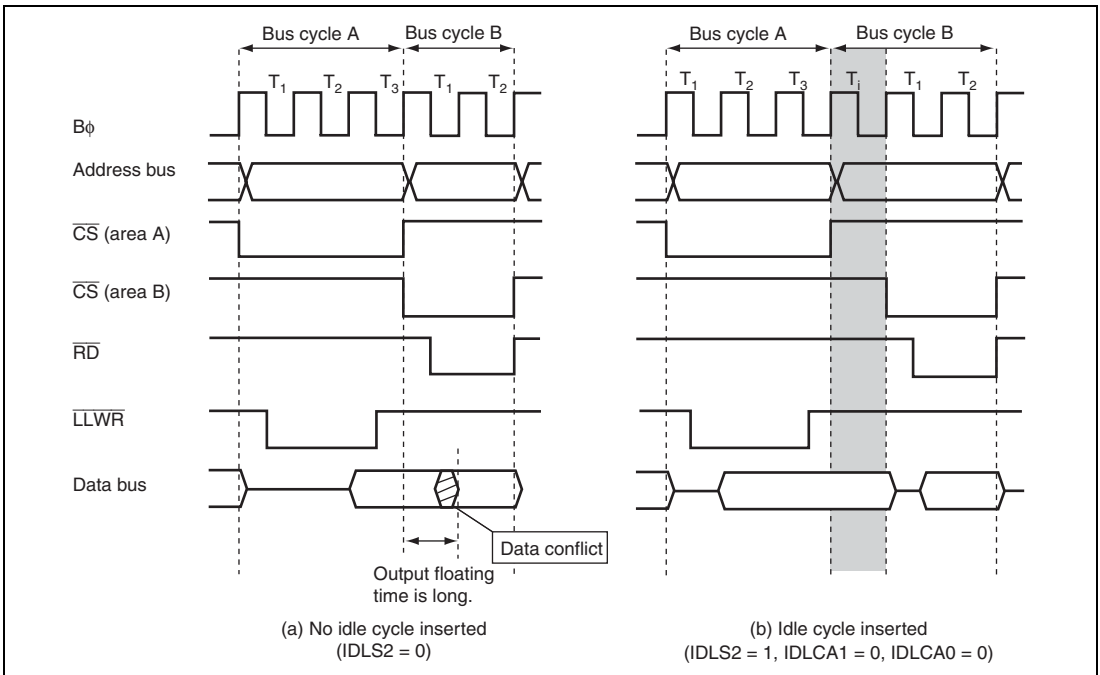 Bus cycle A Bus cycle B Bus cycle A Bus cycle B
T1 T2 T3 T1 T2 T1 T2 T3 Ti T1 T2
Bφ
Address bus
CS (area A)
CS (area B)
RD
LLWR
Data bus
Data conflict
Output floating
time is long.
(a) No idle cycle inserted
(IDLS2 = 0)
(b) Idle cycle inserted
(IDLS2 = 1, IDLCA1 = 0, IDLCA0 = 0)